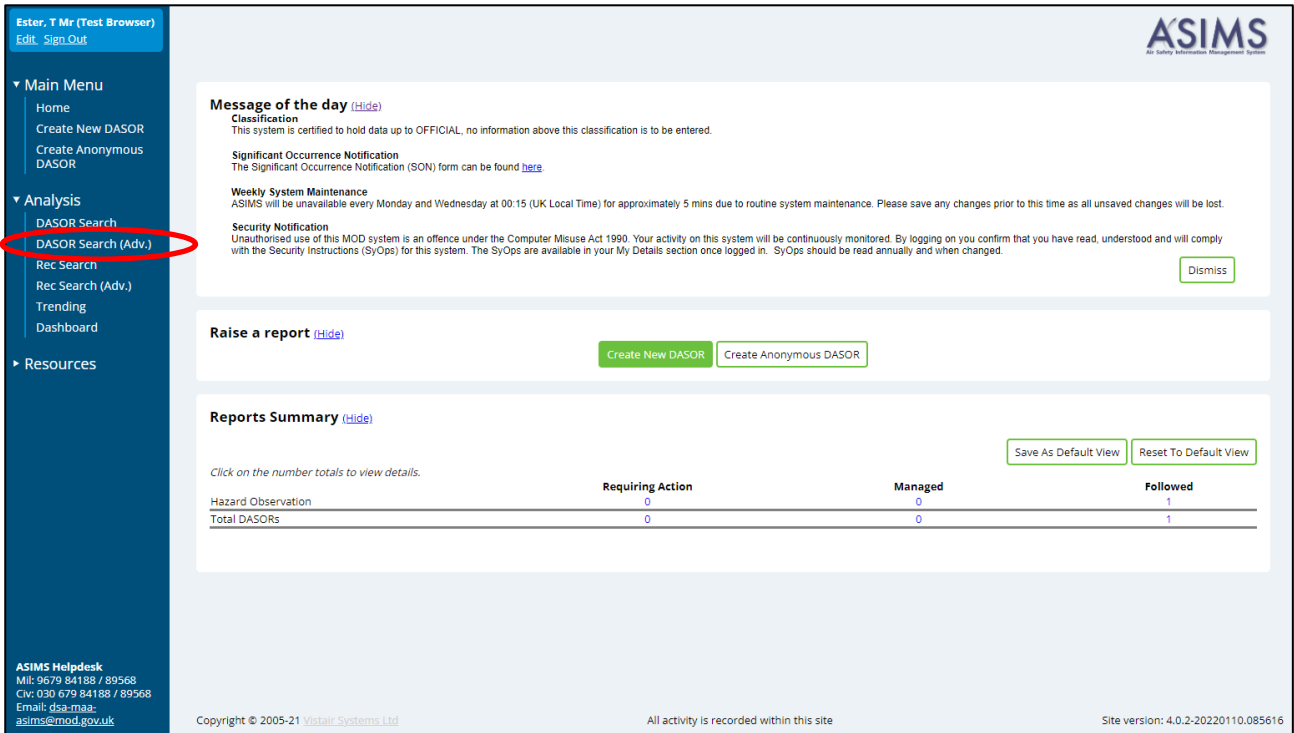 Ester, T Mr (Test Browser)
Edit Sign Out
Main Menu
Home
Create New DASOR
Create Anonymous
DASOR
Analysis
DASOR Search
DASOR Search (Adv.)
Rec Search
Rec Search (Adv.)
Trending
Dashboard
Resources
ASIMS Helpdesk
Mil: 9679 84188 / 89568
Civ: 030 679 84188 / 89568
Email: dsa-maa-
asims@mod.gov.uk
ASIMS
Air Safety Information Management System
Message of the day (Hide)
Classification
This system is certified to hold data up to OFFICIAL, no information above this classification is to be entered.
Significant Occurrence Notification
The Significant Occurrence Notification (SON) form can be found here.
Weekly System Maintenance
ASIMS will be unavailable every Monday and Wednesday at 00:15 (UK Local Time) for approximately 5 mins due to routine system maintenance. Please save any changes prior to this time as all unsaved changes will be lost.
Security Notification
Unauthorised use of this MOD system is an offence under the Computer Misuse Act 1990. Your activity on this system will be continuously monitored. By logging on you confirm that you have read, understood and will comply
with the Security Instructions (SyOps) for this system. The SyOps are available in your My Details section once logged in. SyOps should be read annually and when changed.
Dismiss
Raise a report (Hide)
Create New DASOR Create Anonymous DASOR
Reports Summary (Hide)
Save As Default View Reset To Default View
Click on the number totals to view details.
Requiring Action Managed Followed
Hazard Observation 0 0 1
Total DASORs 0 0 1
Copyright © 2005-21 Vistair Systems Ltd All activity is recorded within this site Site version: 4.0.2-20220110.085616